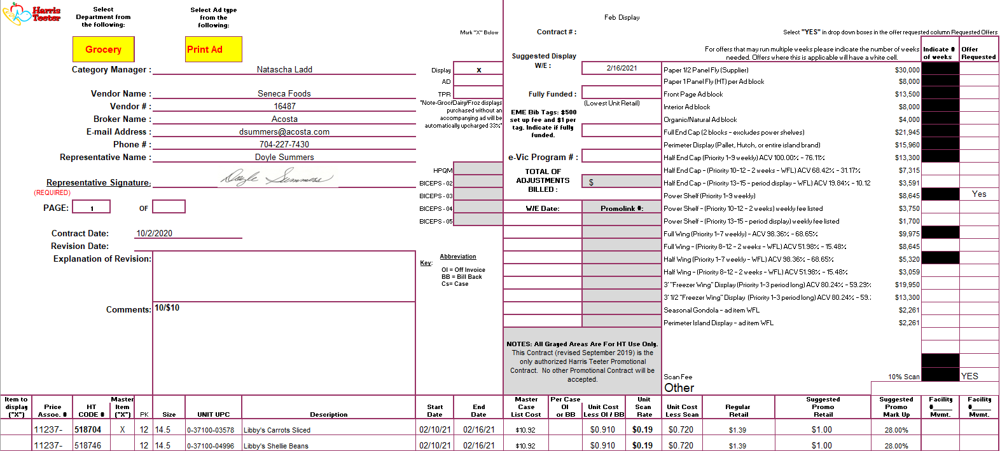 Harris Teeter
Select Department from the following:
Select Ad type from the following:
Feb Display
Mark "X" Below
Contract # :
Select "YES" in drop down boxes in the offer requested column Requested Offers
Grocery
Print Ad
For offers that may run multiple weeks please indicate the number of weeks needed. Offers where this is applicable will have a white cell.
Indicate # of weeks
Offer Requested
Category Manager : Natascha Ladd
Vendor Name : Seneca Foods
Vendor # : 16487
Broker Name : Acosta
E-mail Address : dsummers@acosta.com
Phone # : 704-227-7430
Representative Name : Doyle Summers
Representative Signature: Doyle Summers
(REQUIRED)
PAGE: 1 OF
Contract Date: 10/2/2020
Revision Date:
Explanation of Revision:
Comments: 10/$10
Display x
AD
TPR
"Note-Groc/Dairy/Froz displays purchased without an accompanying ad will be automatically upcharged 33%"
HPQM
BICEPS - 02
BICEPS - 03
BICEPS - 04
BICEPS - 05
Key:
Abbreviation
OI = Off Invoice
BB = Bill Back
Cs= Case
Suggested Display W/E : 2/16/2021
Fully Funded :
(Lowest Unit Retail)
EME Bib Tags: $500 set up fee and $1 per tag. Indicate if fully funded.
e-Vic Program # :
TOTAL OF ADJUSTMENTS BILLED : $
W/E Date: Promolink #:
NOTES: All Grayed Areas Are For HT Use Only.
This Contract (revised September 2019) is the only authorized Harris Teeter Promotional Contract. No other Promotional Contract will be accepted.
Paper 1/2 Panel Fly (Supplier) $30,000
Paper 1 Panel Fly (HT) per Ad block $8,000
Front Page Ad block $13,500
Interior Ad block $8,000
Organic/Natural Ad block $4,000
Full End Cap (2 blocks - excludes power shelves) $21,945
Perimeter Display (Pallet, Hutch, or entire island brand) $15,960
Half End Cap (Priority 1-9 weekly) ACV 100.00% - 76.11% $13,300
Half End Cap - (Priority 10-12 - 2 weeks - WFL) ACV 68.42% - 31.17% $7,315
Half End Cap - (Priority 13-15 - period display - WFL) ACV 19.84% - 10.12 $3,591
Power Shelf (Priority 1-9 weekly) $8,645 Yes
Power Shelf - (Priority 10-12 - 2 weeks) weekly fee listed $3,750
Power Shelf - (Priority 13-15 - period display) weekly fee listed $1,700
Full Wing (Priority 1-7 weekly) - ACV 98.36% - 68.65% $9,975
Full Wing - (Priority 8-12 - 2 weeks - WFL) ACV 51.98% - 15.48% $8,645
Half Wing (Priority 1-7 weekly - WFL) ACV 98.36% - 68.65% $5,320
Half Wing - (Priority 8-12 - 2 weeks - WFL) ACV 51.98% - 15.48% $3,059
3' "Freezer Wing" Display (Priority 1-3 period long) ACV 80.24% - 59.29% $19,950
3' 1/2 "Freezer Wing" Display (Priority 1-3 period long) ACV 80.24% - 59.: $13,300
Seasonal Gondola - ad item WFL $2,261
Perimeter Island Display - ad item WFL $2,261
Scan Fee 10% Scan YES
Other
Item to display ("X") Price Assoc. # HT CODE # Master Item ("X") PK Size UNIT UPC Description Start Date End Date Master Case List Cost Per Case OI or BB Unit Cost Less OI / BB Unit Scan Rate Unit Cost Less Scan Regular Retail Suggested Promo Retail Suggested Promo Mark Up Facility #____ Mvmt. Facility #____ Mvmt.
11237- 518704 X 12 14.5 0-37100-03578 Libby's Carrots Sliced 02/10/21 02/16/21 $10.92 $0.910 $0.19 $0.720 $1.39 $1.00 28.00%
11237- 518746 12 14.5 0-37100-04996 Libby's Shellie Beans 02/10/21 02/16/21 $10.92 $0.910 $0.19 $0.720 $1.39 $1.00 28.00%